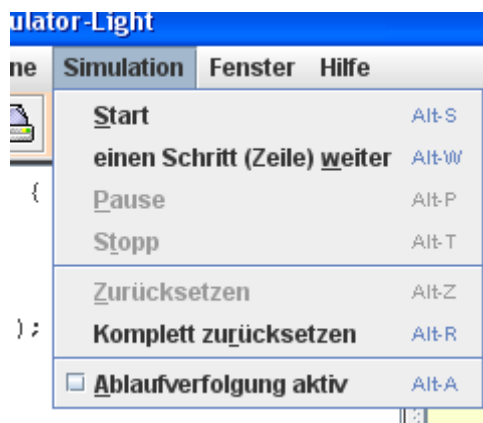 ulator-Light
ne Simulation Fenster Hilfe
Start Alt-S
einen Schritt (Zeile) weiter Alt-W
{
Pause Alt-P
Stopp Alt-T
Zurücksetzen Alt-Z
);
Komplett zurücksetzen Alt-R
Ablaufverfolgung aktiv Alt-A